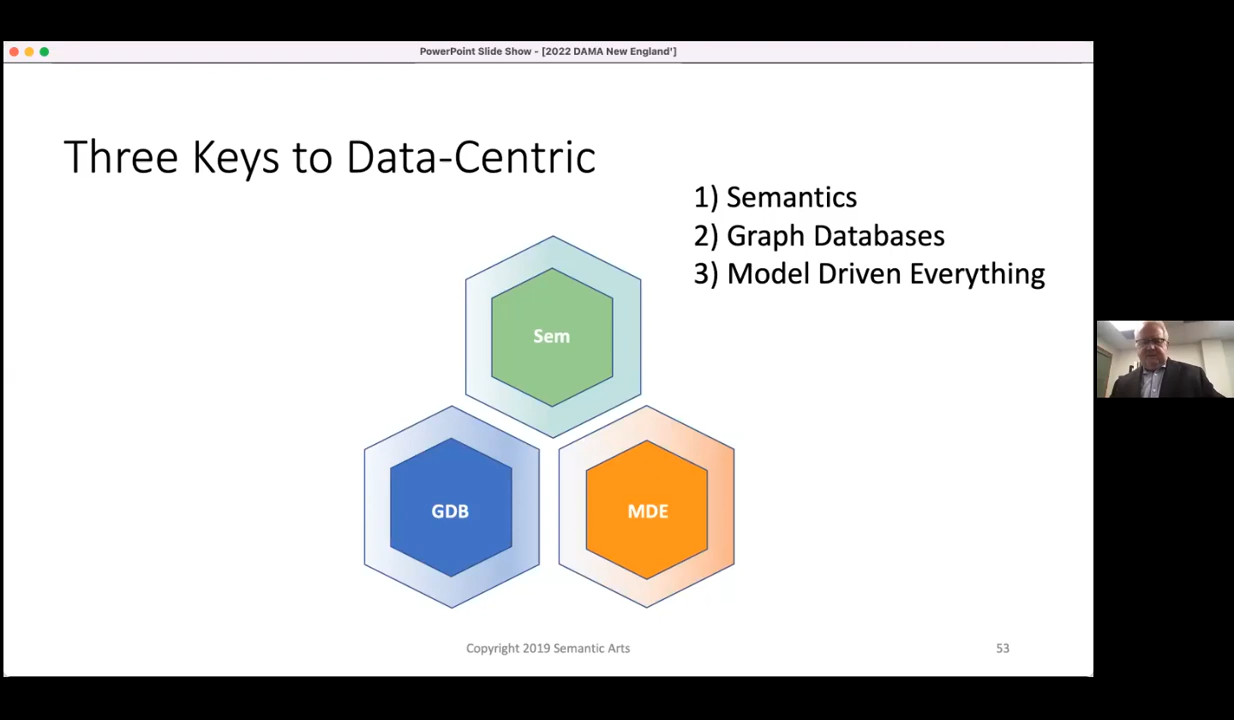 PowerPoint Slide Show - [2022 DAMA New England']
Three Keys to Data-Centric
1) Semantics
2) Graph Databases
3) Model Driven Everything
Sem
GDB
MDE
Copyright 2019 Semantic Arts
53